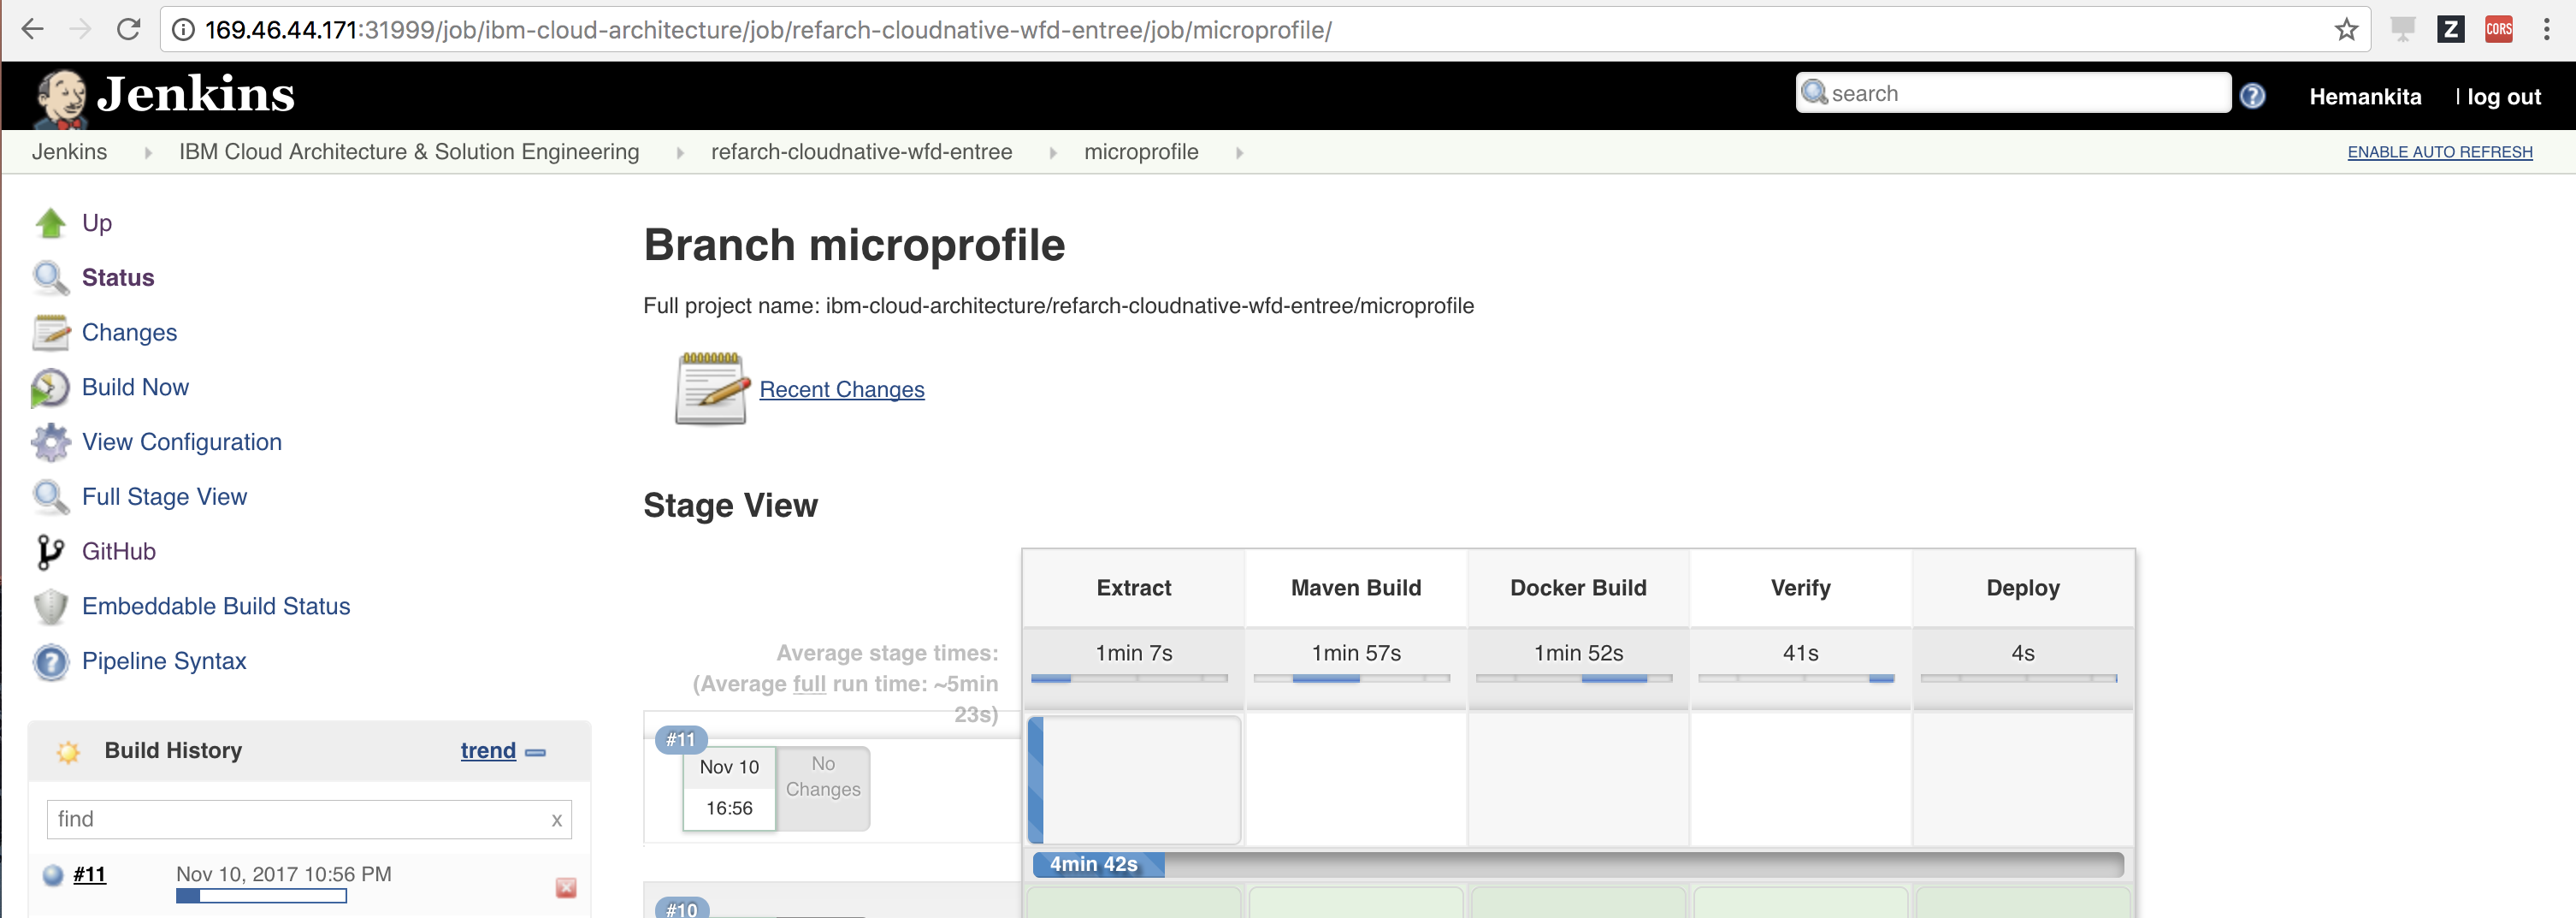 169.46.44.171:31999/job/ibm-cloud-architecture/job/refarch-cloudnative-wfd-entree/job/microprofile/
Z
CORS
Jenkins
search
?
Hemankita
| log out
Jenkins
IBM Cloud Architecture & Solution Engineering
refarch-cloudnative-wfd-entree
microprofile
ENABLE AUTO REFRESH
Up
Status
Changes
Build Now
View Configuration
Full Stage View
GitHub
Embeddable Build Status
Pipeline Syntax
Build History
trend
find
x
#11
Nov 10, 2017 10:56 PM
Branch microprofile
Full project name: ibm-cloud-architecture/refarch-cloudnative-wfd-entree/microprofile
Recent Changes
Stage View
Extract
Maven Build
Docker Build
Verify
Deploy
Average stage times:
(Average full run time: ~5min
23s)
1min 7s
1min 57s
1min 52s
41s
4s
#11
Nov 10
16:56
No
Changes
4min 42s
#10